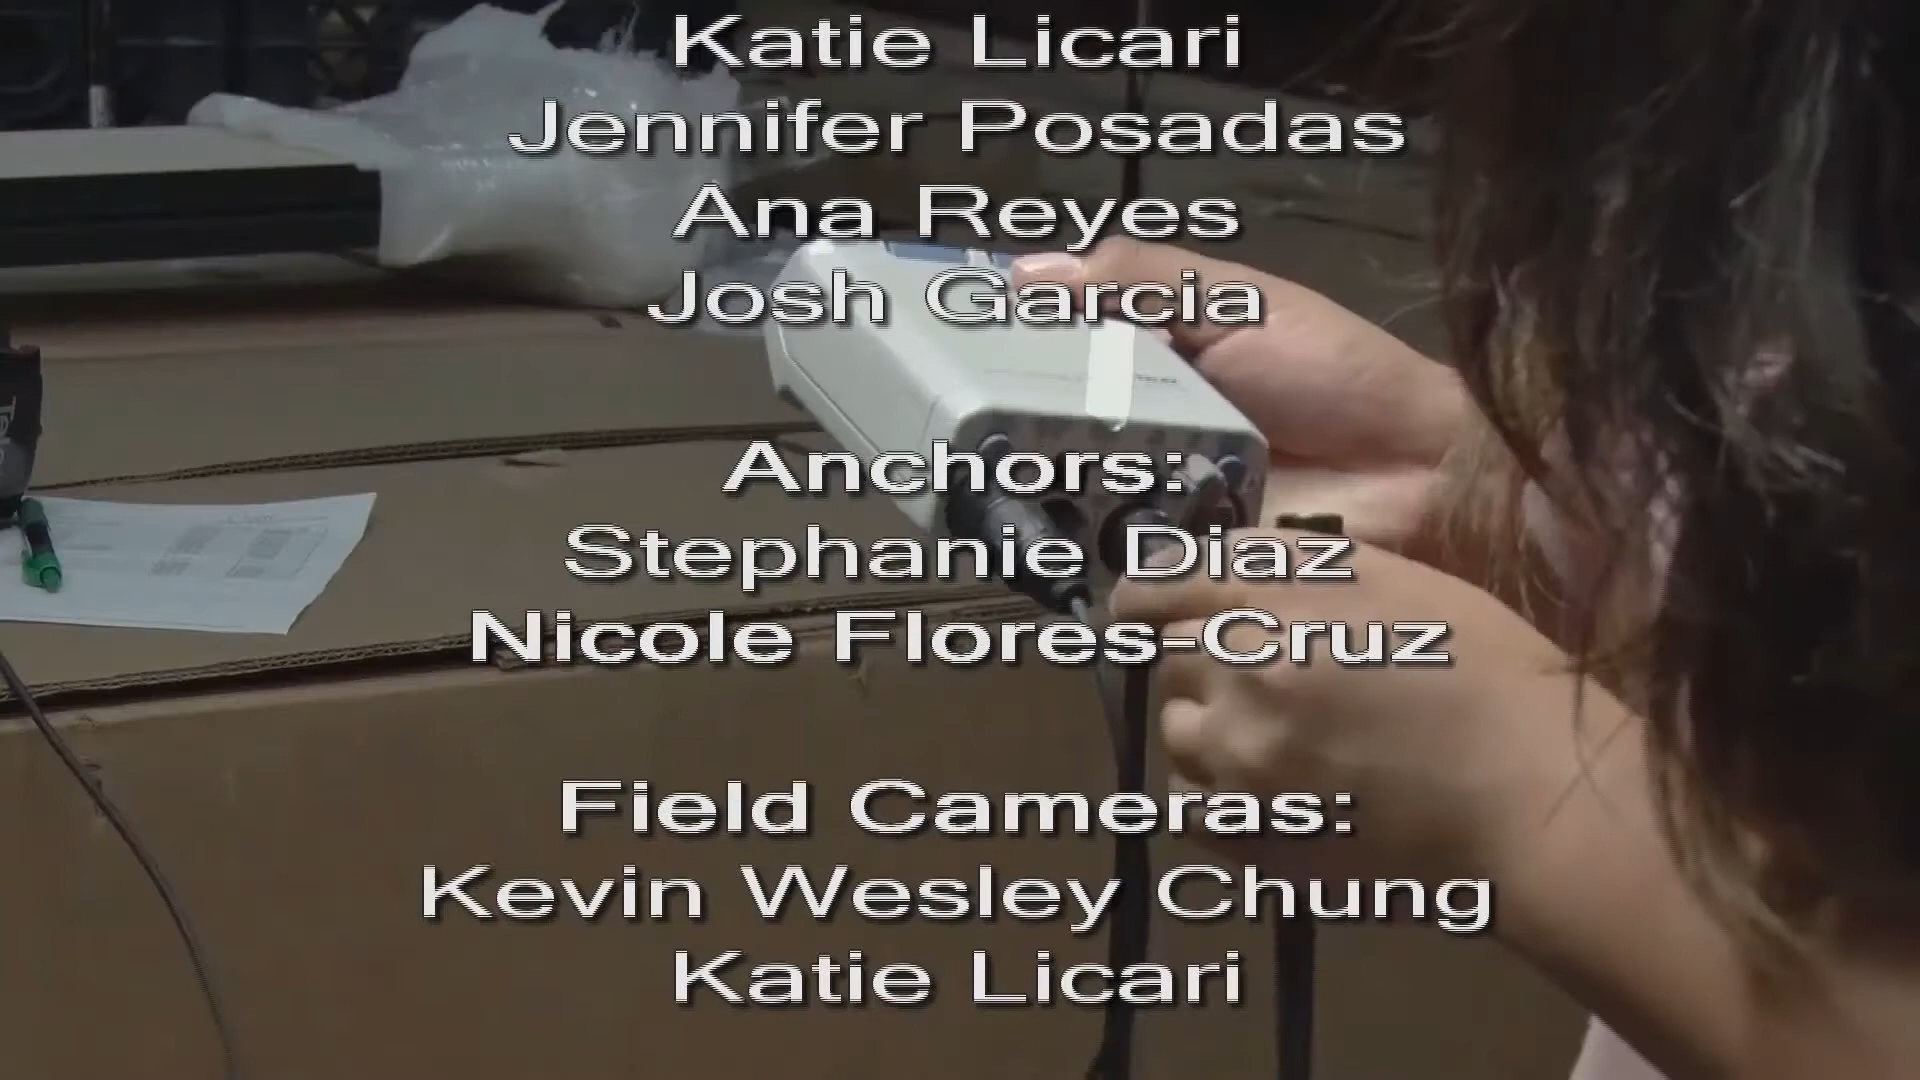 Katie Licari
Jennifer Posadas
Ana Reyes
Josh Garcia
Anchors:
Stephanie Diaz
Nicole Flores-Cruz
Field Cameras:
Kevin Wesley Chung
Katie Licari